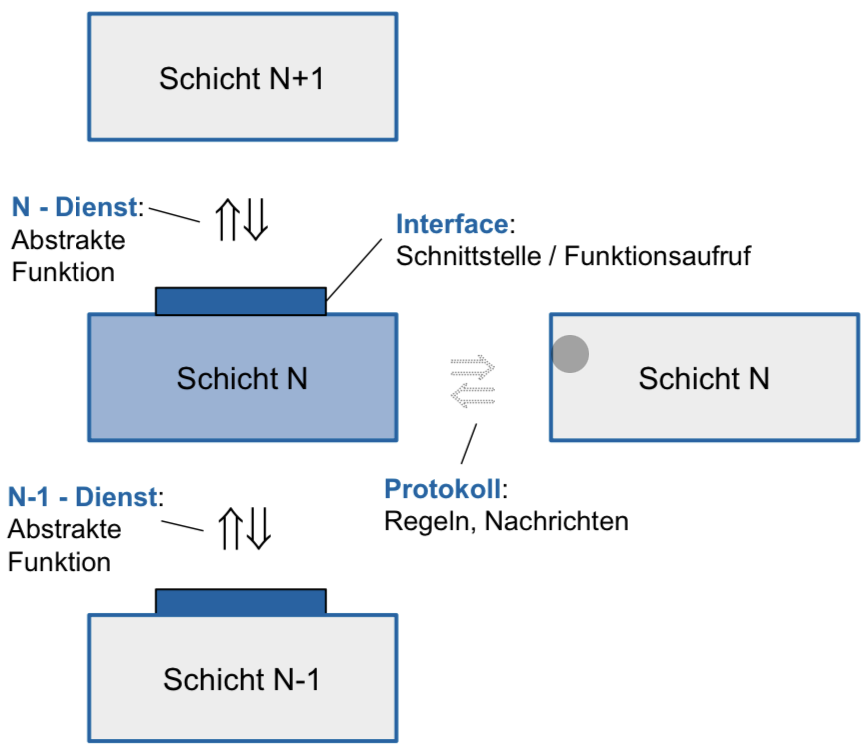 Schicht N+1
N - Dienst:
Abstrakte
Funktion
Interface:
Schnittstelle / Funktionsaufruf
Schicht N
Schicht N
Protokoll:
Regeln, Nachrichten
N-1 - Dienst:
Abstrakte
Funktion
Schicht N-1